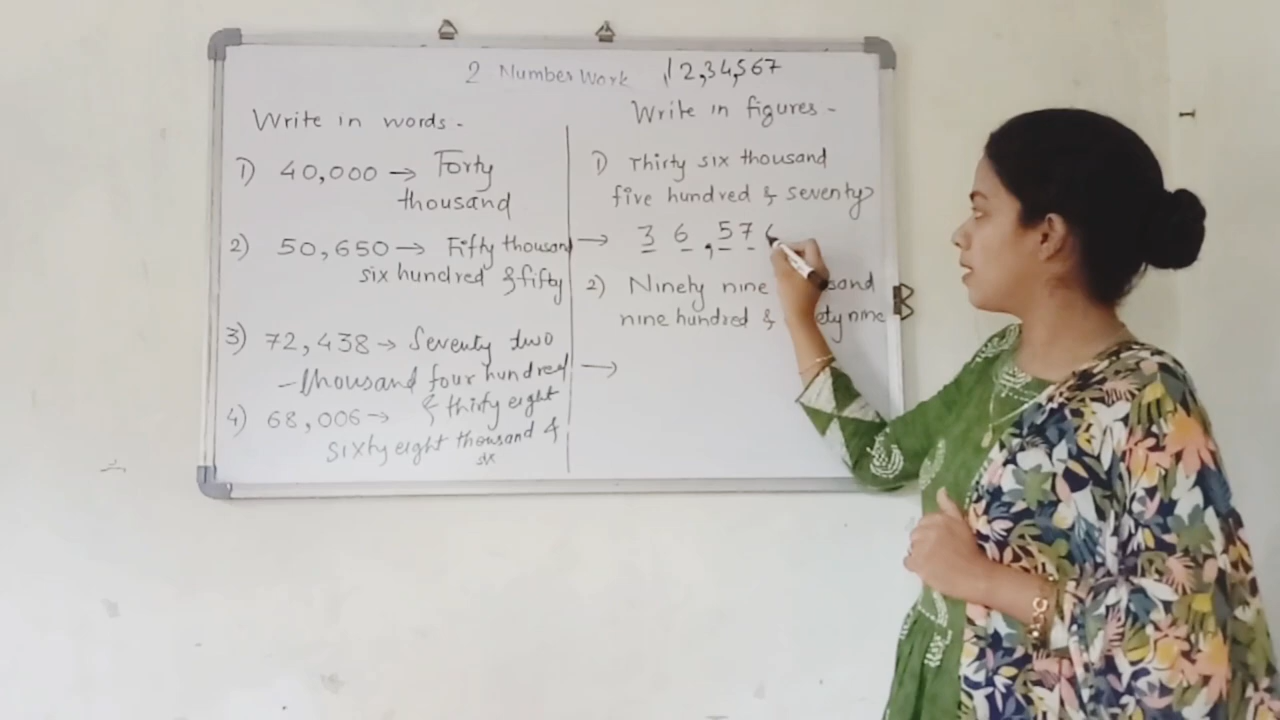 2 Number Work 12,34,567
Write in words -
1) 40,000 → Forty
thousand
2) 50,650 → Fifty thousand
six hundred & fifty
3) 72,438 → Seventy two
thousand four hundred
& thirty eight
4) 68,006 →
sixty eight thousand &
six
Write in figures -
1) Thirty six thousand
five hundred & seventy
→ 3 6 , 5 7
2) Ninety nine
nine hundred & nine
→